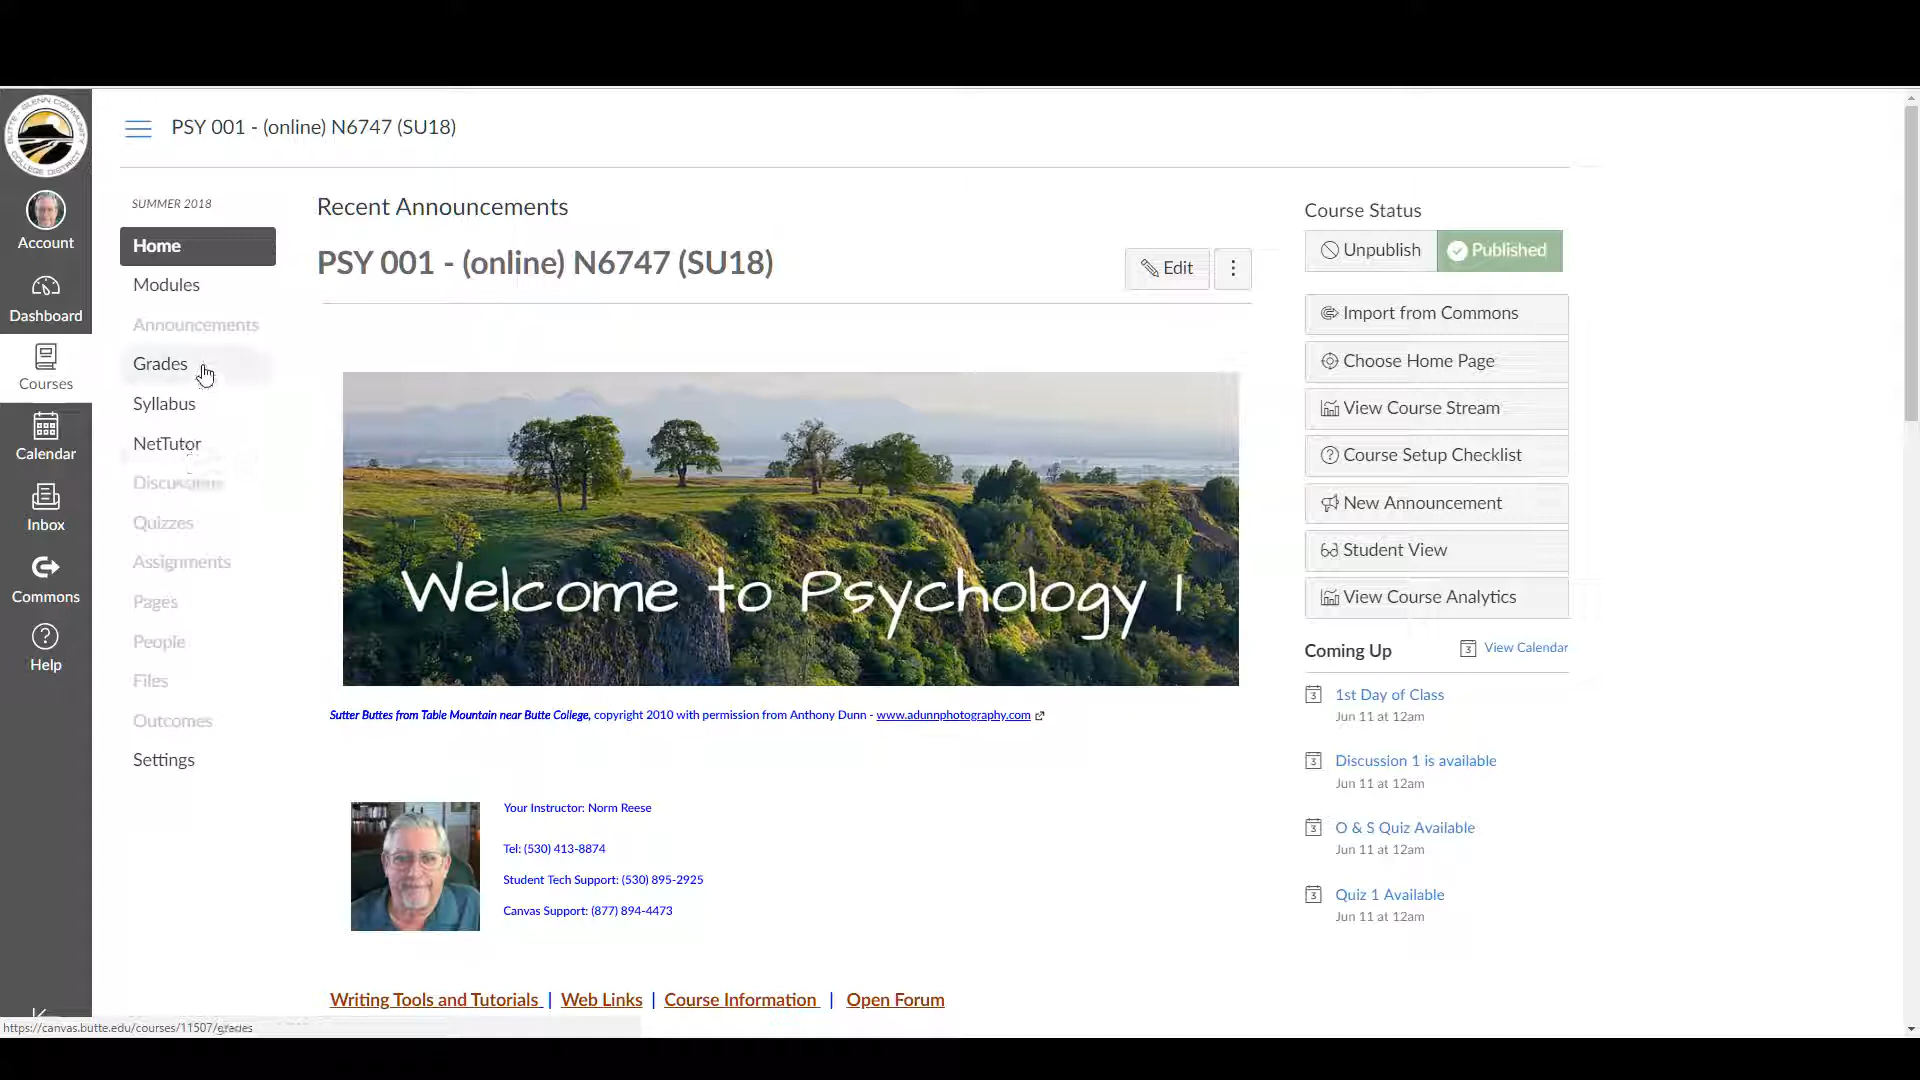 BUTTE - GLENN COMMUNITY
COLLEGE DISTRICT
Account
Dashboard
Courses
Calendar
Inbox
Commons
Help
PSY 001 - (online) N6747 (SU18)
SUMMER 2018
Home
Modules
Announcements
Grades
Syllabus
NetTutor
Quizzes
Assignments
Pages
People
Files
Outcomes
Settings
Recent Announcements
PSY 001 - (online) N6747 (SU18)
Edit
Welcome to Psychology 1
Sutter Buttes from Table Mountain near Butte College, copyright 2010 with permission from Anthony Dunn - www.adunnphotography.com
Your Instructor: Norm Reese
Tel: (530) 413-8874
Student Tech Support: (530) 895-2925
Canvas Support: (877) 894-4473
Writing Tools and Tutorials | Web Links | Course Information | Open Forum
Course Status
Unpublish Published
Import from Commons
Choose Home Page
View Course Stream
Course Setup Checklist
New Announcement
Student View
View Course Analytics
Coming Up View Calendar
1st Day of Class
Jun 11 at 12am
Discussion 1 is available
Jun 11 at 12am
O & S Quiz Available
Jun 11 at 12am
Quiz 1 Available
Jun 11 at 12am
https://canvas.butte.edu/courses/11507/grades